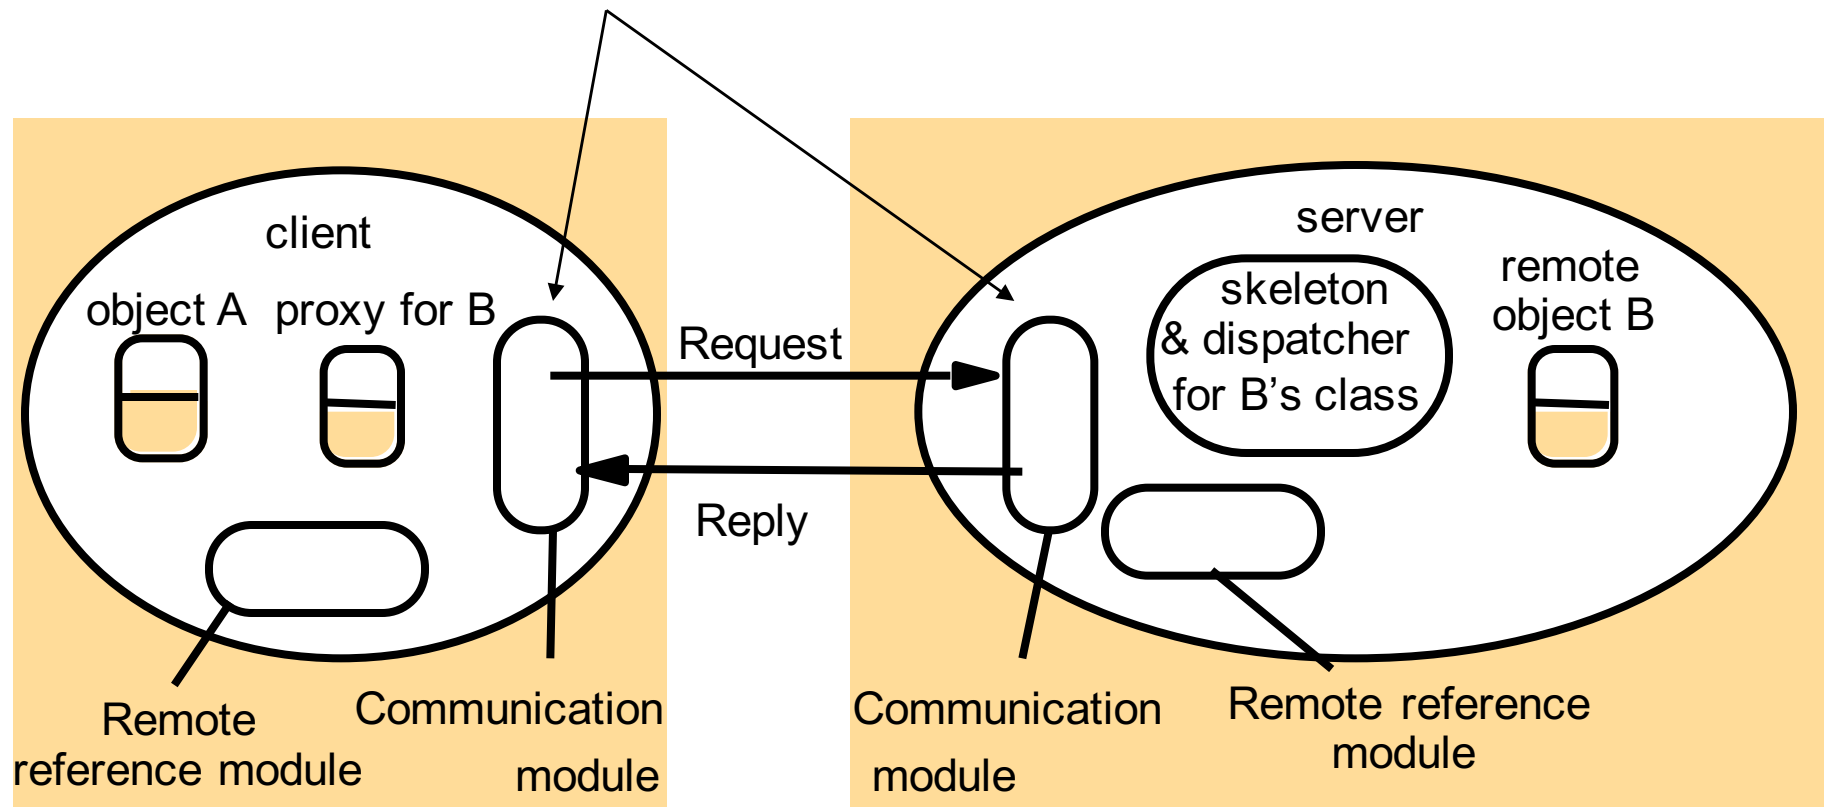 client
object A
proxy for B
Request
Reply
server
skeleton
& dispatcher
for B’s class
remote
object B
Remote
reference module
Communication
module
Communication
module
Remote reference
module